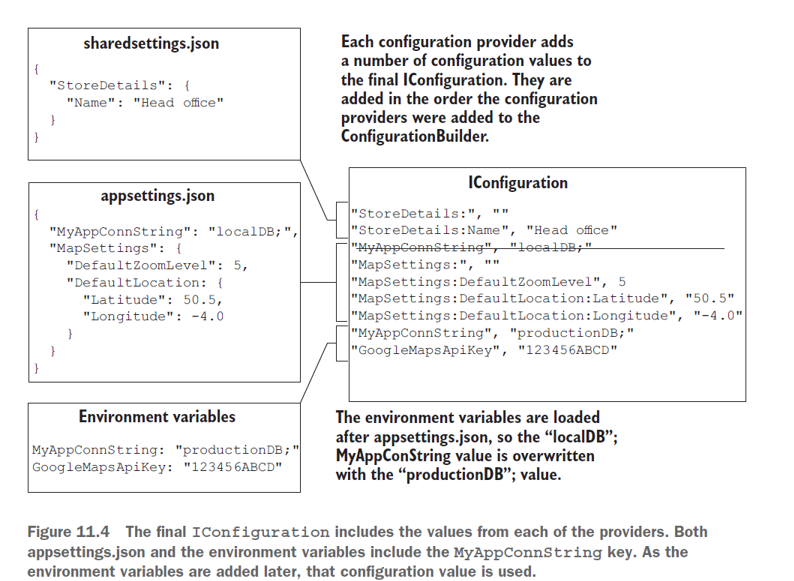 sharedsettings.json
{
"StoreDetails": {
"Name": "Head office"
}
}
Each configuration provider adds
a number of configuration values to
the final IConfiguration. They are
added in the order the configuration
providers were added to the
ConfigurationBuilder.
appsettings.json
{
"MyAppConnString": "localDB;",
"MapSettings": {
"DefaultZoomLevel": 5,
"DefaultLocation: {
"Latitude": 50.5,
"Longitude": -4.0
}
}
}
IConfiguration
"StoreDetails:", ""
"StoreDetails:Name", "Head office"
"MyAppConnString", "localDB;"
"MapSettings:", ""
"MapSettings:DefaultZoomLevel", 5
"MapSettings:DefaultLocation:Latitude", "50.5"
"MapSettings:DefaultLocation:Longitude", "-4.0"
"MyAppConnString", "productionDB;"
"GoogleMapsApiKey", "123456ABCD"
Environment variables
MyAppConnString: "productionDB;"
GoogleMapsApiKey: "123456ABCD"
The environment variables are loaded
after appsettings.json, so the “localDB”;
MyAppConString value is overwritten
with the “productionDB”; value.
Figure 11.4 The final IConfiguration includes the values from each of the providers. Both
appsettings.json and the environment variables include the MyAppConnString key. As the
environment variables are added later, that configuration value is used.